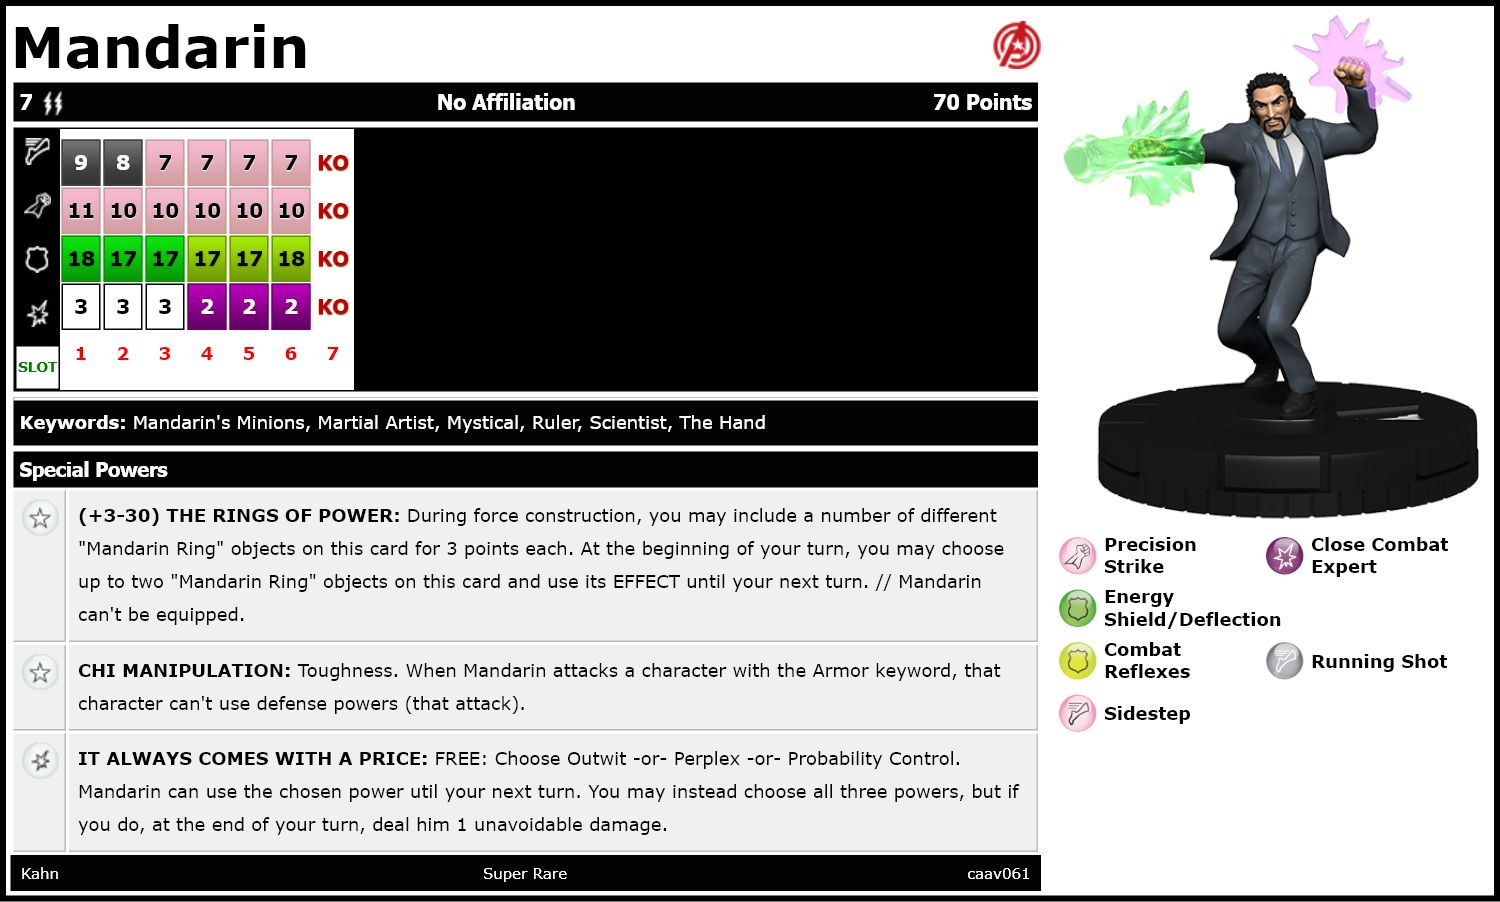 Mandarin
7 No Affiliation 70 Points
9 8 7 7 7 7 KO
11 10 10 10 10 10 KO
18 17 17 17 17 18 KO
3 3 3 2 2 2 KO
SLOT 1 2 3 4 5 6 7
Keywords: Mandarin's Minions, Martial Artist, Mystical, Ruler, Scientist, The Hand
Special Powers
(+3-30) THE RINGS OF POWER: During force construction, you may include a number of different
"Mandarin Ring" objects on this card for 3 points each. At the beginning of your turn, you may choose
up to two "Mandarin Ring" objects on this card and use its EFFECT until your next turn. // Mandarin
can't be equipped.
CHI MANIPULATION: Toughness. When Mandarin attacks a character with the Armor keyword, that
character can't use defense powers (that attack).
IT ALWAYS COMES WITH A PRICE: FREE: Choose Outwit -or- Perplex -or- Probability Control.
Mandarin can use the chosen power util your next turn. You may instead choose all three powers, but if
you do, at the end of your turn, deal him 1 unavoidable damage.
Kahn Super Rare caav061
Precision
Strike
Close Combat
Expert
Energy
Shield/Deflection
Combat
Reflexes
Running Shot
Sidestep